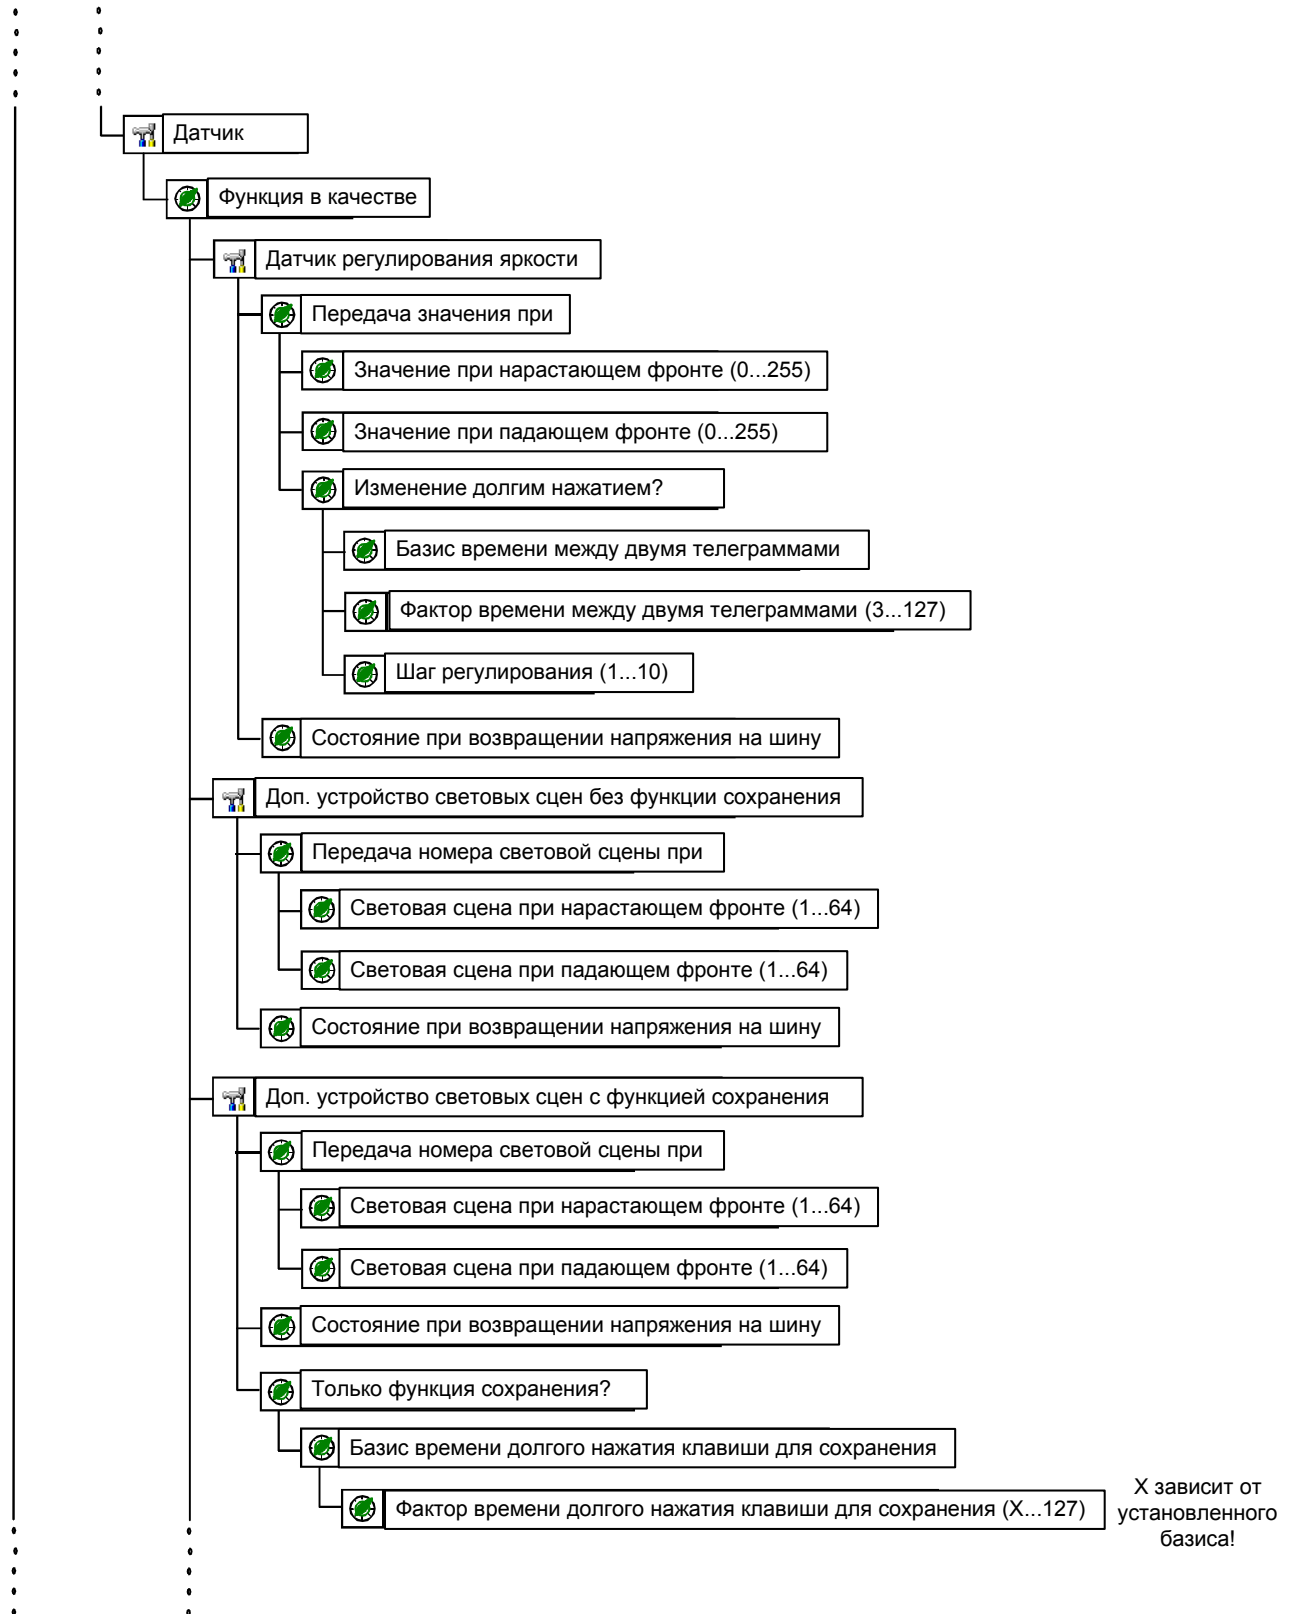 Датчик
Функция в качестве
Датчик регулирования яркости
Передача значения при
Значение при нарастающем фронте (0...255)
Значение при падающем фронте (0...255)
Изменение долгим нажатием?
Базис времени между двумя телеграммами
Фактор времени между двумя телеграммами (3...127)
Шаг регулирования (1...10)
Состояние при возвращении напряжения на шину
Доп. устройство световых сцен без функции сохранения
Передача номера световой сцены при
Световая сцена при нарастающем фронте (1...64)
Световая сцена при падающем фронте (1...64)
Состояние при возвращении напряжения на шину
Доп. устройство световых сцен с функцией сохранения
Передача номера световой сцены при
Световая сцена при нарастающем фронте (1...64)
Световая сцена при падающем фронте (1...64)
Состояние при возвращении напряжения на шину
Только функция сохранения?
Базис времени долгого нажатия клавиши для сохранения
Фактор времени долгого нажатия клавиши для сохранения (X...127)
X зависит от
установленного
базиса!